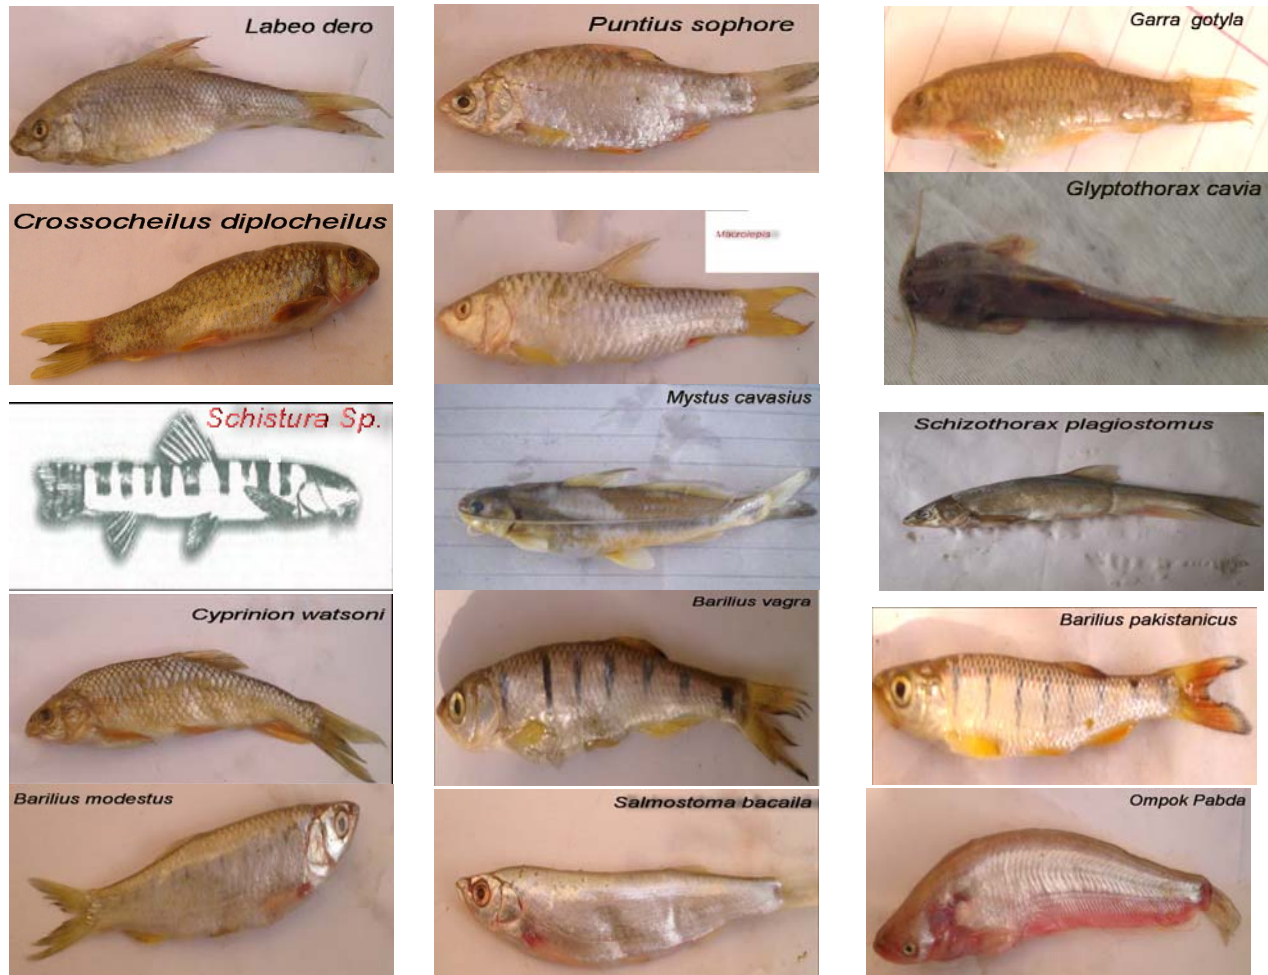 Labeo dero
Puntius sophore
Garra gotyla
Crossocheilus diplocheilus
Macrolepis
Glyptothorax cavia
Schistura Sp.
Mystus cavasius
Schizothorax plagiostomus
Cyprinion watsoni
Barilius vagra
Barilius pakistanicus
Barilius modestus
Salmostoma bacaila
Ompok Pabda